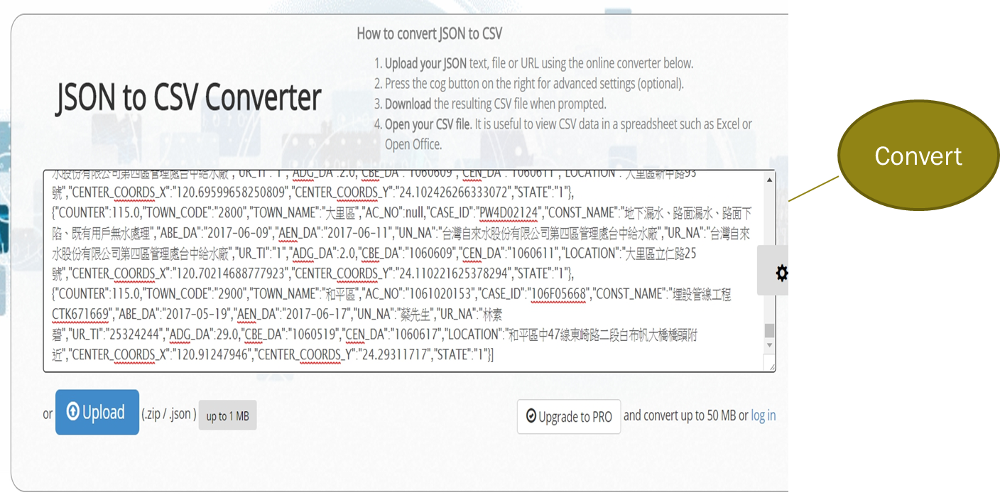 How to convert JSON to CSV
1. Upload your JSON text, file or URL using the online converter below.
2. Press the cog button on the right for advanced settings (optional).
JSON to CSV Converter
3. Download the resulting CSV file when prompted.
4. Open your CSV file. It is useful to view CSV data in a spreadsheet such as Excel or
Open Office.
Convert
水股份有限公司第四區管理處台中給水廠","UR_TI":"1","ADG_DA":2.0,"CBE_DA":"1060609","CEN_DA":"1060611","LOCATION":"大里區新中路93
號","CENTER_COORDS_X":"120.69599658250809","CENTER_COORDS_Y":"24.102426266333072","STATE":"1"},
{"COUNTER":115.0,"TOWN_CODE":"2800","TOWN_NAME":"大里區","AC_NO":null,"CASE_ID":"PW4D02124","CONST_NAME":"地下漏水、路面漏水、路面下
陷、既有用戶無水處理","ABE_DA":"2017-06-09","AEN_DA":"2017-06-11","UN_NA":"台灣自來水股份有限公司第四區管理處台中給水廠","UR_NA":"台灣自來
水股份有限公司第四區管理處台中給水廠","UR_TI":"1","ADG_DA":2.0,"CBE_DA":"1060609","CEN_DA":"1060611","LOCATION":"大里區立仁路25
號","CENTER_COORDS_X":"120.70214688777923","CENTER_COORDS_Y":"24.110221625378294","STATE":"1"},
{"COUNTER":115.0,"TOWN_CODE":"2900","TOWN_NAME":"和平區","AC_NO":"1061020153","CASE_ID":"106F05668","CONST_NAME":"埋設管線工程
CTK671669","ABE_DA":"2017-05-19","AEN_DA":"2017-06-17","UN_NA":"蔡先生","UR_NA":"林素
碧","UR_TI":"25324244","ADG_DA":29.0,"CBE_DA":"1060519","CEN_DA":"1060617","LOCATION":"和平區中47線東崎路二段白布帆大橋橋頭附
近","CENTER_COORDS_X":"120.91247946","CENTER_COORDS_Y":"24.29311717","STATE":"1"}]
or Upload (.zip / .json ) up to 1 MB
Upgrade to PRO and convert up to 50 MB or log in